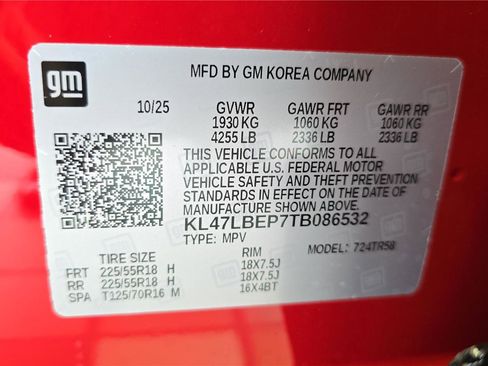 gm
MFD BY GM KOREA COMPANY
10/25 GVWR GAWR FRT GAWR RR
1930 KG 1060 KG 1060 KG
4255 LB 2336 LB 2336 LB
THIS VEHICLE CONFORMS TO ALL
APPLICABLE U.S. FEDERAL MOTOR
VEHICLE SAFETY AND THEFT PREVENTION
STANDARDS IN EFFECT ON THE DATE OF
KL47LBEP7TB086532
TYPE: MPV MODEL: 724TR58
TIRE SIZE RIM
FRT 225/55R18 H 18X7.5J
RR 225/55R18 H 18X7.5J
SPA T125/70R16 M 16X4BT